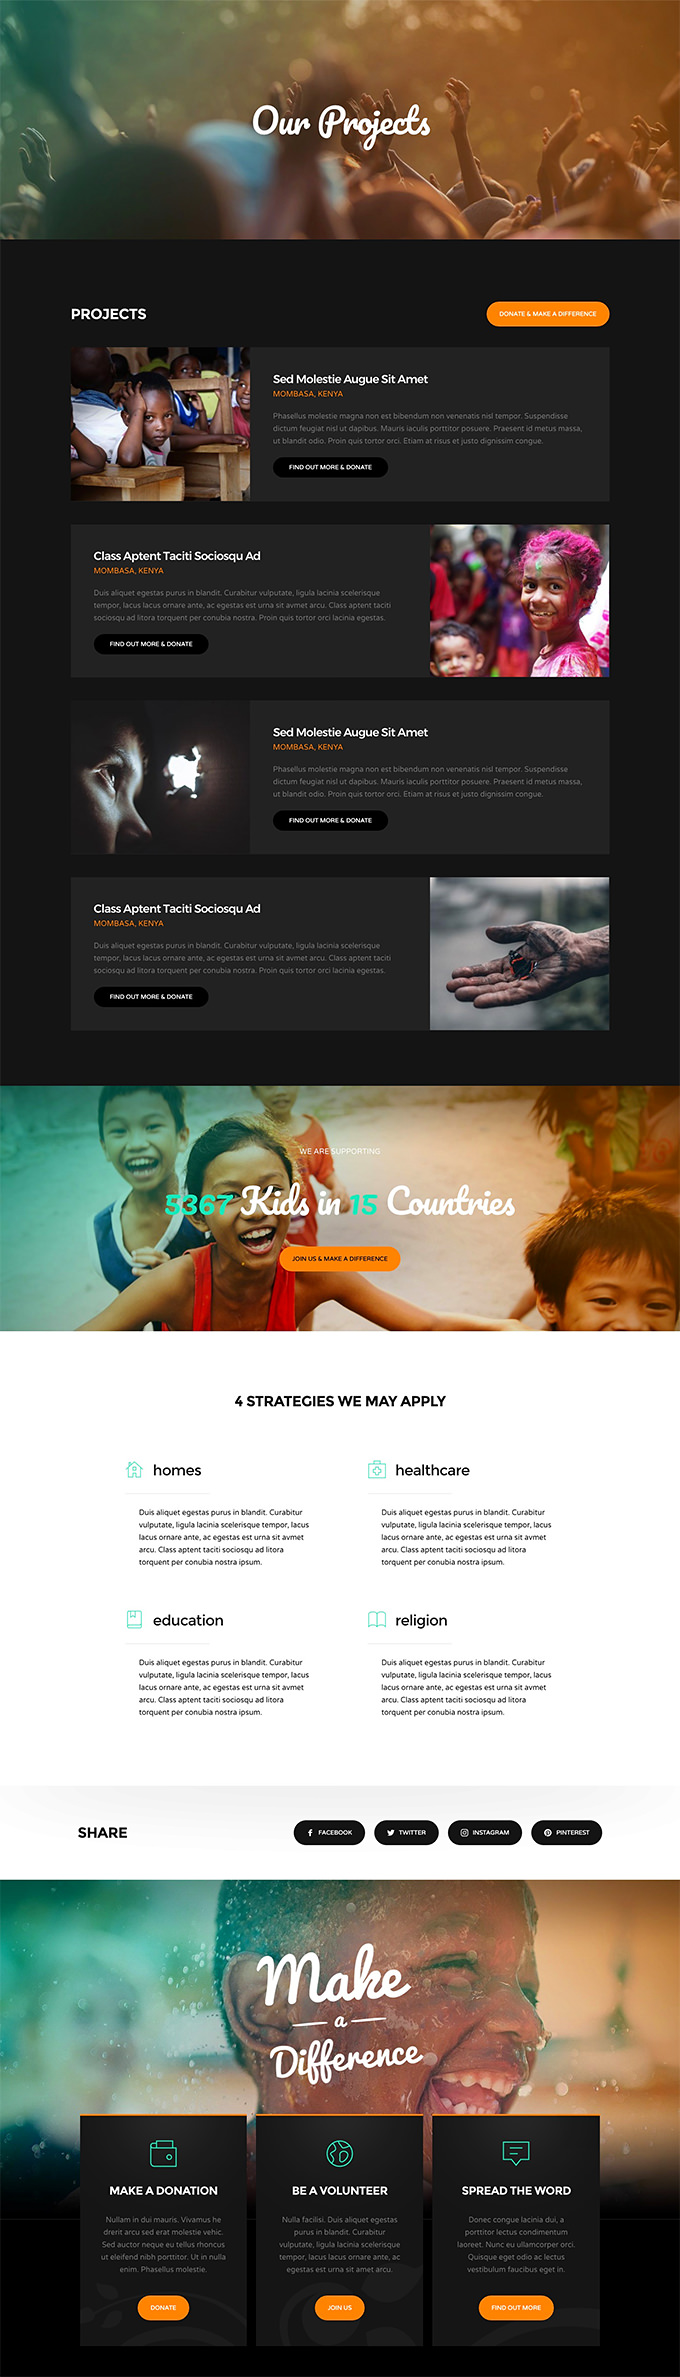 Our Projects
PROJECTS
DONATE & MAKE A DIFFERENCE
Sed Molestie Augue Sit Amet
MOMBASA, KENYA
Phasellus molestie magna non est bibendum non venenatis nisl tempor. Suspendisse
dictum feugiat nisl ut dapibus. Mauris iaculis porttitor posuere. Praesent id metus massa,
ut blandit odio. Proin quis tortor orci. Etiam at risus et justo dignissim congue.
FIND OUT MORE & DONATE
Class Aptent Taciti Sociosqu Ad
MOMBASA, KENYA
Duis aliquet egestas purus in blandit. Curabitur vulputate, ligula lacinia scelerisque
tempor, lacus lacus ornare ante, ac egestas est urna sit avmet arcu. Class aptent taciti
sociosqu ad litora torquent per conubia nostra. Proin quis tortor orci lacinia egestas.
FIND OUT MORE & DONATE
Sed Molestie Augue Sit Amet
MOMBASA, KENYA
Phasellus molestie magna non est bibendum non venenatis nisl tempor. Suspendisse
dictum feugiat nisl ut dapibus. Mauris iaculis porttitor posuere. Praesent id metus massa,
ut blandit odio. Proin quis tortor orci. Etiam at risus et justo dignissim congue.
FIND OUT MORE & DONATE
Class Aptent Taciti Sociosqu Ad
MOMBASA, KENYA
Duis aliquet egestas purus in blandit. Curabitur vulputate, ligula lacinia scelerisque
tempor, lacus lacus ornare ante, ac egestas est urna sit avmet arcu. Class aptent taciti
sociosqu ad litora torquent per conubia nostra. Proin quis tortor orci lacinia egestas.
FIND OUT MORE & DONATE
WE ARE SUPPORTING
5367 Kids in 15 Countries
JOIN US & MAKE A DIFFERENCE
4 STRATEGIES WE MAY APPLY
homes
Duis aliquet egestas purus in blandit. Curabitur
vulputate, ligula lacinia scelerisque tempor, lacus
lacus ornare ante, ac egestas est urna sit avmet
arcu. Class aptent taciti sociosqu ad litora
torquent per conubia nostra ipsum.
healthcare
Duis aliquet egestas purus in blandit. Curabitur
vulputate, ligula lacinia scelerisque tempor, lacus
lacus ornare ante, ac egestas est urna sit avmet
arcu. Class aptent taciti sociosqu ad litora
torquent per conubia nostra ipsum.
education
Duis aliquet egestas purus in blandit. Curabitur
vulputate, ligula lacinia scelerisque tempor, lacus
lacus ornare ante, ac egestas est urna sit avmet
arcu. Class aptent taciti sociosqu ad litora
torquent per conubia nostra ipsum.
religion
Duis aliquet egestas purus in blandit. Curabitur
vulputate, ligula lacinia scelerisque tempor, lacus
lacus ornare ante, ac egestas est urna sit avmet
arcu. Class aptent taciti sociosqu ad litora
torquent per conubia nostra ipsum.
SHARE
FACEBOOK
TWITTER
INSTAGRAM
PINTEREST
Make
a
Difference
MAKE A DONATION
Nullam in dui mauris. Vivamus he
drerit arcu sed erat molestie vehic.
Sed auctor neque eu tellus rhoncus
ut eleifend nibh porttitor. Ut in nulla
enim. Phasellus molestie.
DONATE
BE A VOLUNTEER
Nulla facilisi. Duis aliquet egestas
purus in blandit. Curabitur
vulputate, ligula lacinia scelerisque
tempor, lacus lacus ornare ante, ac
egestas est urna sit amet arcu.
JOIN US
SPREAD THE WORD
Donec congue lacinia dui, a
porttitor lectus condimentum
laoreet. Nunc eu ullamcorper orci.
Quisque eget odio ac lectus
vestibulum faucibus eget in.
FIND OUT MORE